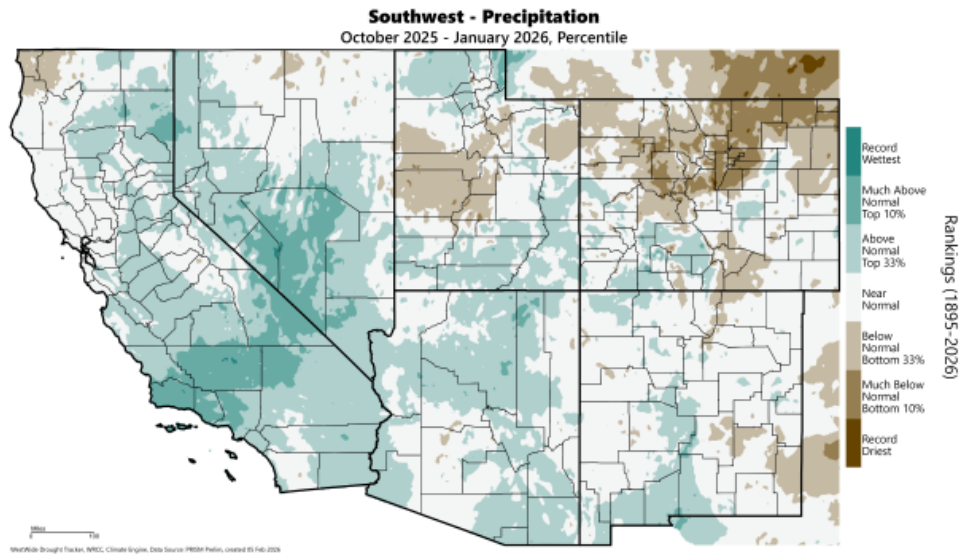 Southwest - Precipitation
October 2025 - January 2026, Percentile
Record
Wettest
Much Above
Normal
Top 10%
Above
Normal
Top 33%
Near
Normal
Below
Normal
Bottom 33%
Much Below
Normal
Bottom 10%
Record
Driest
Rankings (1895-2026)
Miles
0 100
WestWide Drought Tracker, WRCC, Climate Engine, Data Source: PRISM Prelim, created 05 Feb 2026